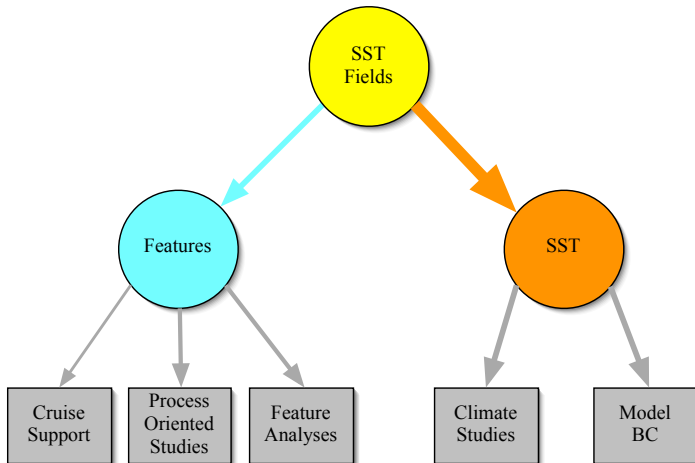 SST
Fields
Features
SST
Cruise
Support
Process
Oriented
Studies
Feature
Analyses
Climate
Studies
Model
BC